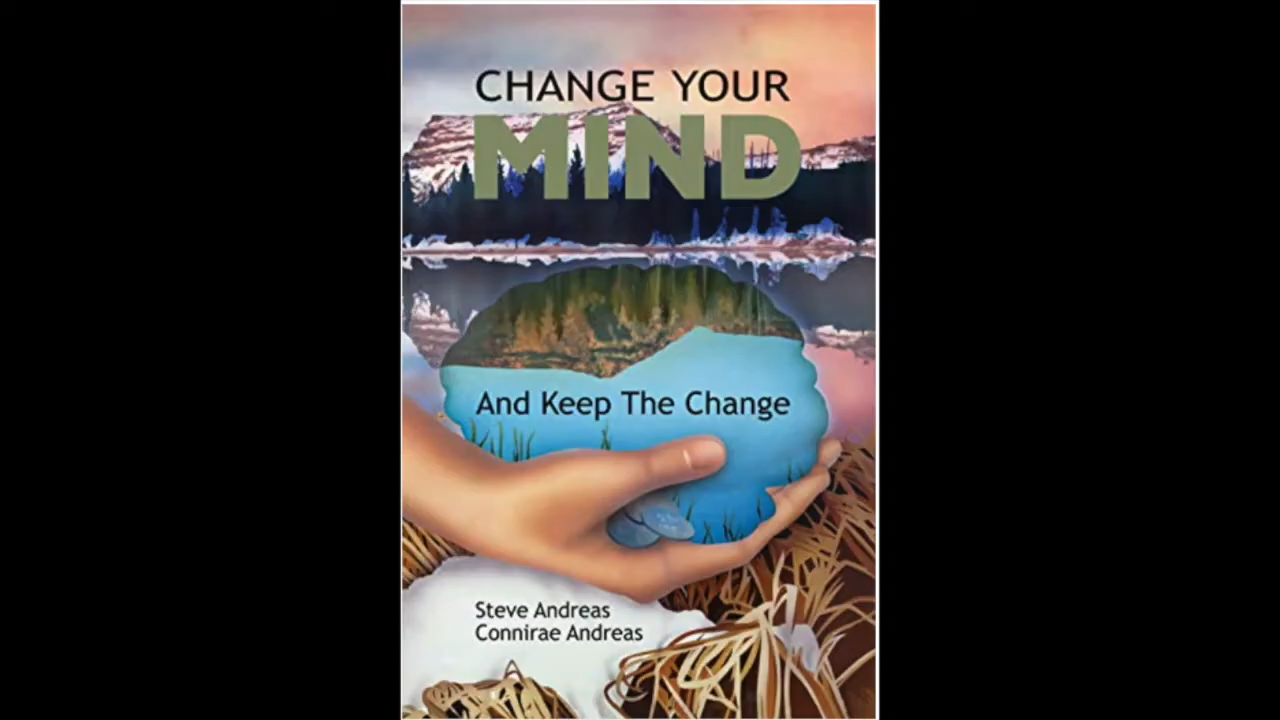 CHANGE YOUR
MIND
And Keep The Change
Steve Andreas
Connirae Andreas